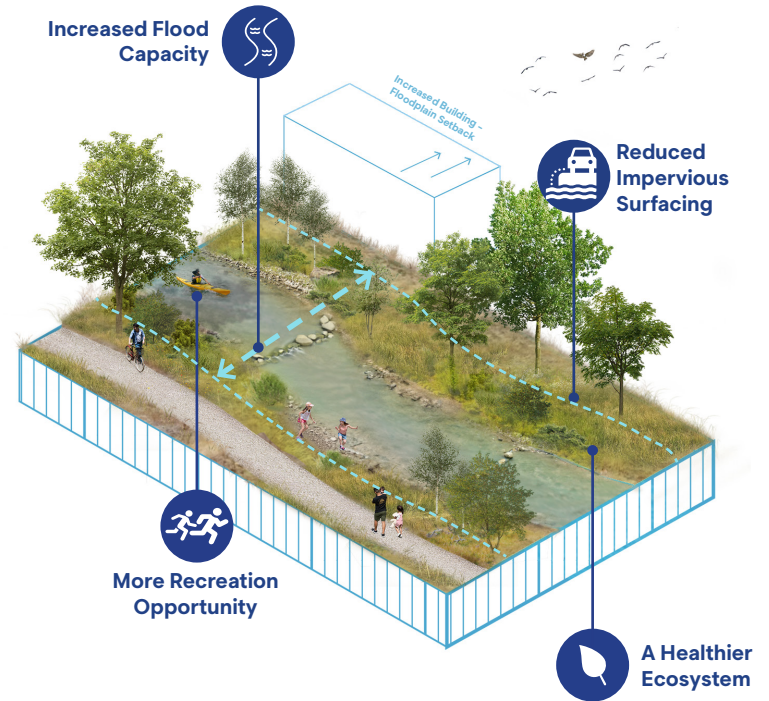 Increased Flood
Capacity
Increased Building –
Floodplain Setback
Reduced
Impervious
Surfacing
More Recreation
Opportunity
A Healthier
Ecosystem